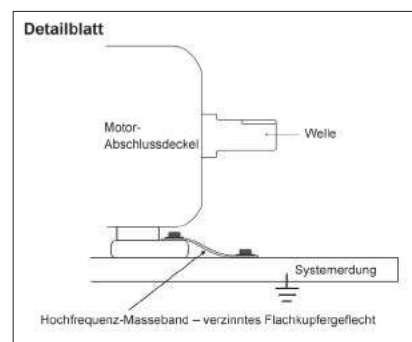 Detailblatt
Motor-
Abschlussdeckel
Welle
Systemerdung
Hochfrequenz-Masseband – verzinntes Flachkupfergeflecht